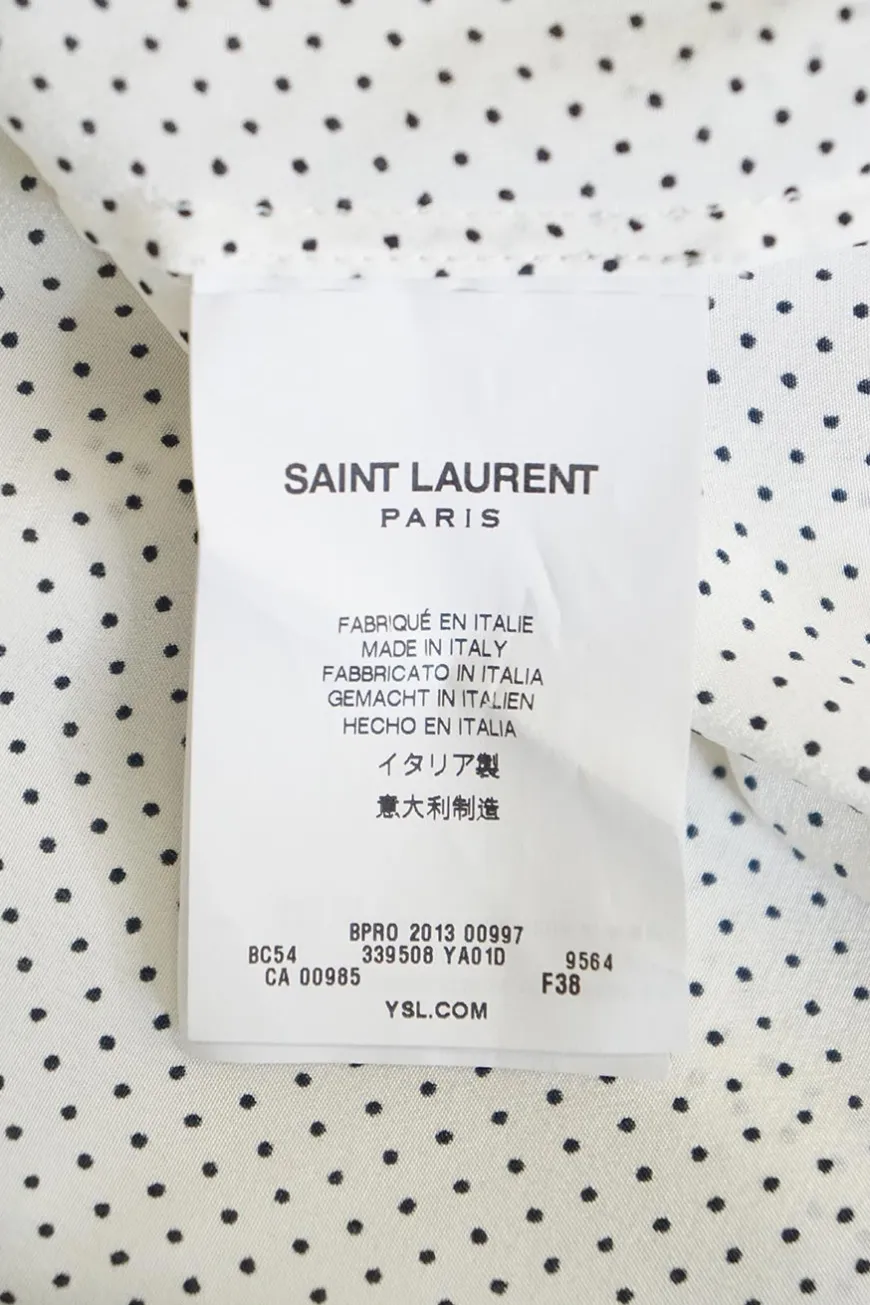 SAINT LAURENT
PARIS
FABRIQUÉ EN ITALIE
MADE IN ITALY
FABBRICATO IN ITALIA
GEMACHT IN ITALIEN
HECHO EN ITALIA
イタリア製
意大利制造
BPRO 2013 00997
BC54 339508 YA01D 9564
CA 00985 F38
YSL.COM